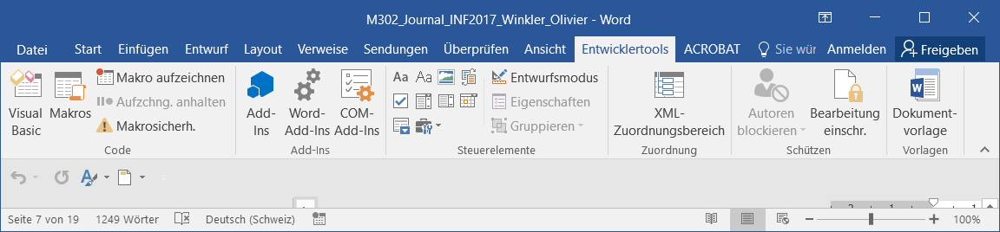 M302_Journal_INF2017_Winkler_Olivier - Word
Datei Start Einfügen Entwurf Layout Verweise Sendungen Überprüfen Ansicht Entwicklertools ACROBAT Sie wür Anmelden Freigeben
Visual Basic
Makros
Makro aufzeichnen
Aufzchng. anhalten
Makrosicherh.
Code
Add-Ins
Word-Add-Ins
COM-Add-Ins
Add-Ins
Aa Aa
Entwurfsmodus
Eigenschaften
Gruppieren
Steuerelemente
XML-Zuordnungsbereich
Zuordnung
Autoren blockieren
Bearbeitung einschr.
Schützen
Dokument-vorlage
Vorlagen
Seite 7 von 19 1249 Wörter Deutsch (Schweiz) 100%